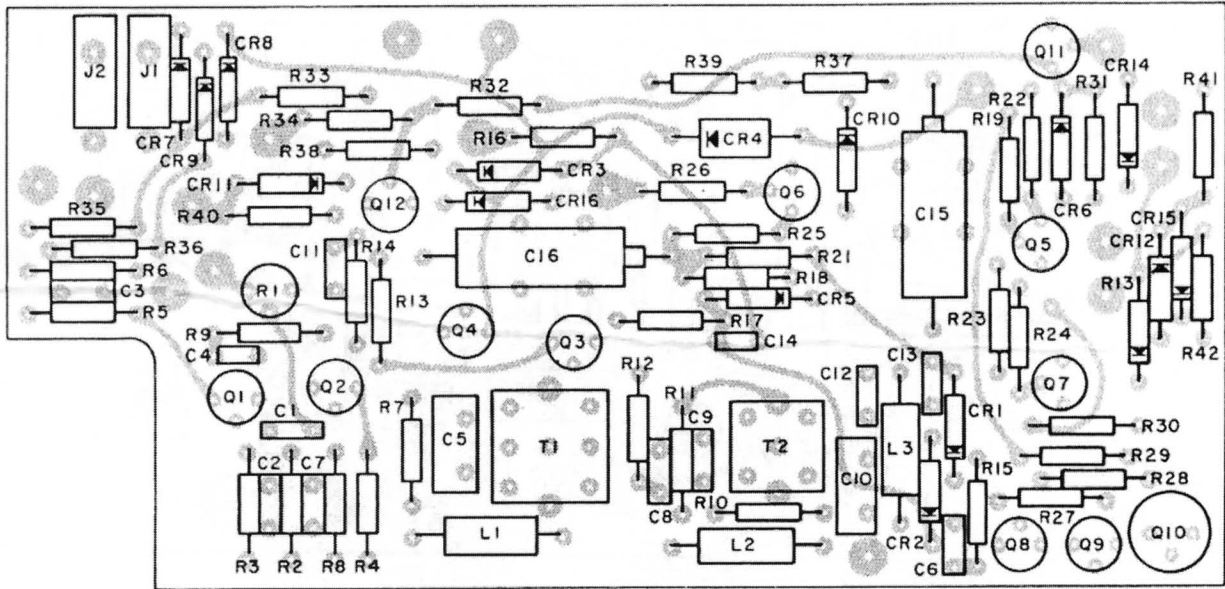 J2
J1
CR8
Q11
CR14
R33
R32
R39
R37
R31
R41
R22
R19
CR10
R34
R16
CR7
CR9
R38
CR4
CR3
R26
Q6
CR11
Q12
CR16
C15
CR6
R40
R35
R36
R14
C11
C16
R25
R21
Q5
CR15
CR12
R6
R18
R13
C3
R1
R13
CR5
R5
Q4
R17
R23
R24
R9
Q3
C14
R42
C4
C13
C12
R12
Q1
Q2
Q7
R11
R7
C9
CR1
C1
C5
T1
T2
L3
R30
C2
C7
R15
R29
C10
R28
R10
C8
R27
L1
L2
CR2
Q8
Q9
Q10
R3
R2
R8
R4
C6